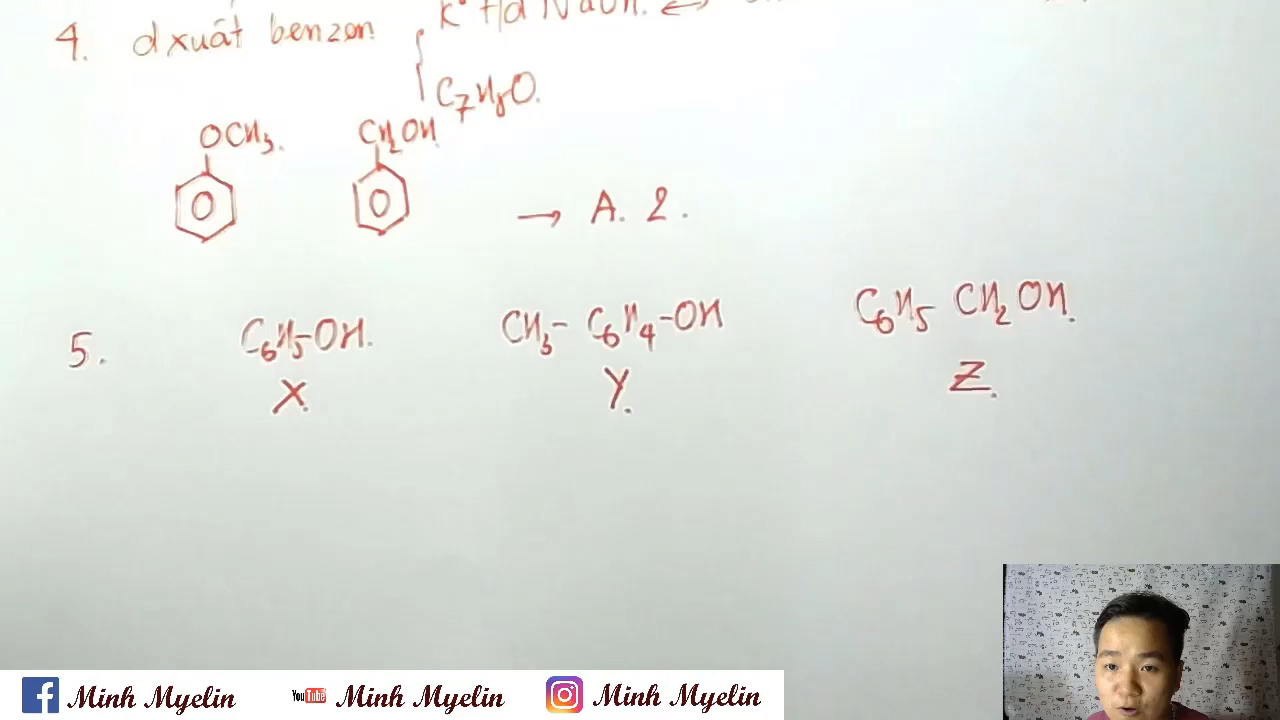 4. dxuất benzen
C7H8O.
OCH3. CH2OH
→ A. 2.
5. C6H5-OH. CH3- C6H4-OH C6H5 CH2OH.
X. Y. Z.
Minh Myelin YouTube Minh Myelin Minh Myelin